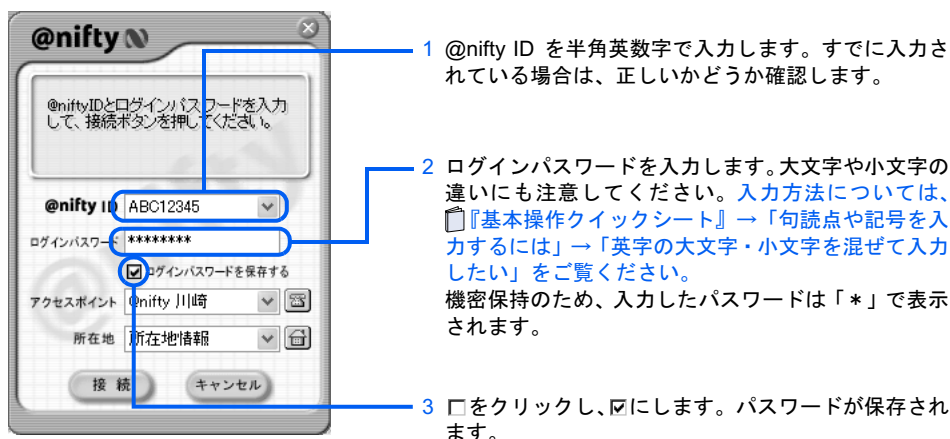 @nifty
@niftyIDとログインパスワードを入力
して、接続ボタンを押してください。
@nifty ID ABC12345
ログインパスワード ********
ログインパスワードを保存する
アクセスポイント @nifty 川崎
所在地 所在地情報
接続 キャンセル
1 @nifty ID を半角英数字で入力します。すでに入力さ
れている場合は、正しいかどうか確認します。
2 ログインパスワードを入力します。大文字や小文字の
違いにも注意してください。入力方法については、
『基本操作クイックシート』→「句読点や記号を入
力するには」→「英字の大文字・小文字を混ぜて入力
したい」をご覧ください。
機密保持のため、入力したパスワードは「*」で表示
されます。
3 □をクリックし、☑にします。パスワードが保存され
ます。